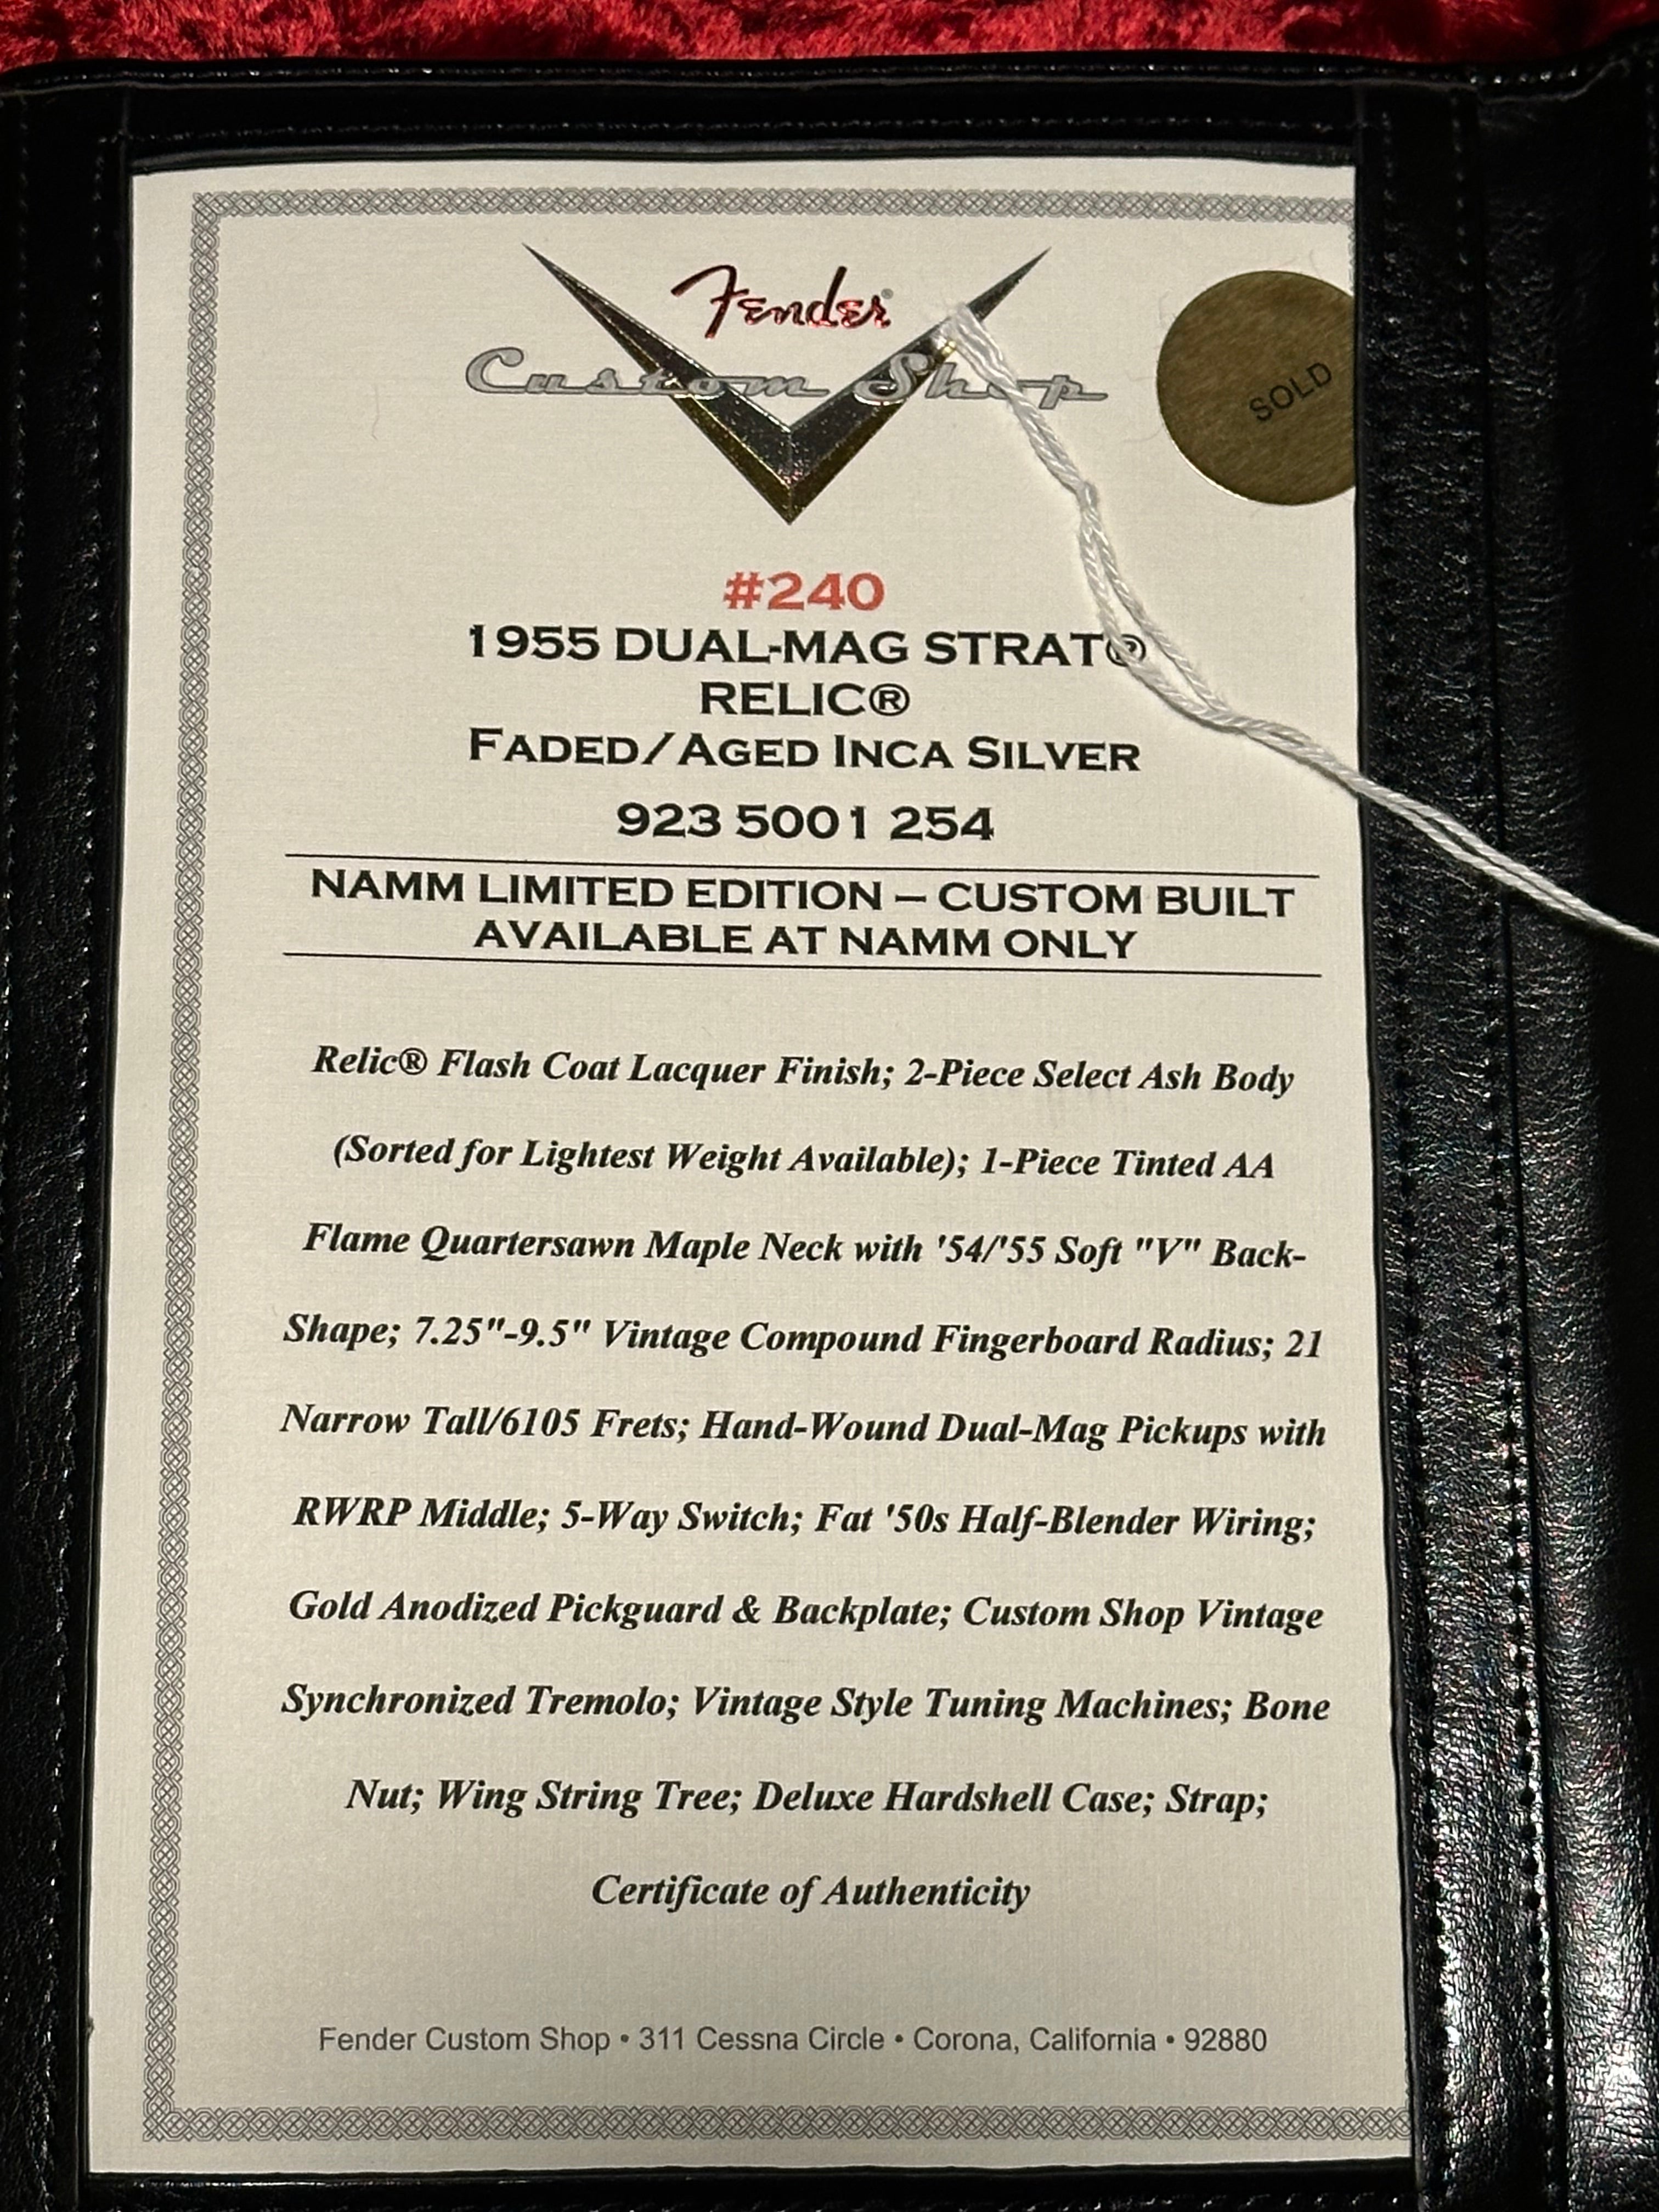 Fender®
Custom Shop
SOLD
#240
1955 DUAL-MAG STRAT®
RELIC®
FADED/AGED INCA SILVER
923 5001 254
NAMM LIMITED EDITION – CUSTOM BUILT
AVAILABLE AT NAMM ONLY
Relic® Flash Coat Lacquer Finish; 2-Piece Select Ash Body
(Sorted for Lightest Weight Available); 1-Piece Tinted AA
Flame Quartersawn Maple Neck with '54/'55 Soft "V" Back-
Shape; 7.25"-9.5" Vintage Compound Fingerboard Radius; 21
Narrow Tall/6105 Frets; Hand-Wound Dual-Mag Pickups with
RWRP Middle; 5-Way Switch; Fat '50s Half-Blender Wiring;
Gold Anodized Pickguard & Backplate; Custom Shop Vintage
Synchronized Tremolo; Vintage Style Tuning Machines; Bone
Nut; Wing String Tree; Deluxe Hardshell Case; Strap;
Certificate of Authenticity
Fender Custom Shop • 311 Cessna Circle • Corona, California • 92880